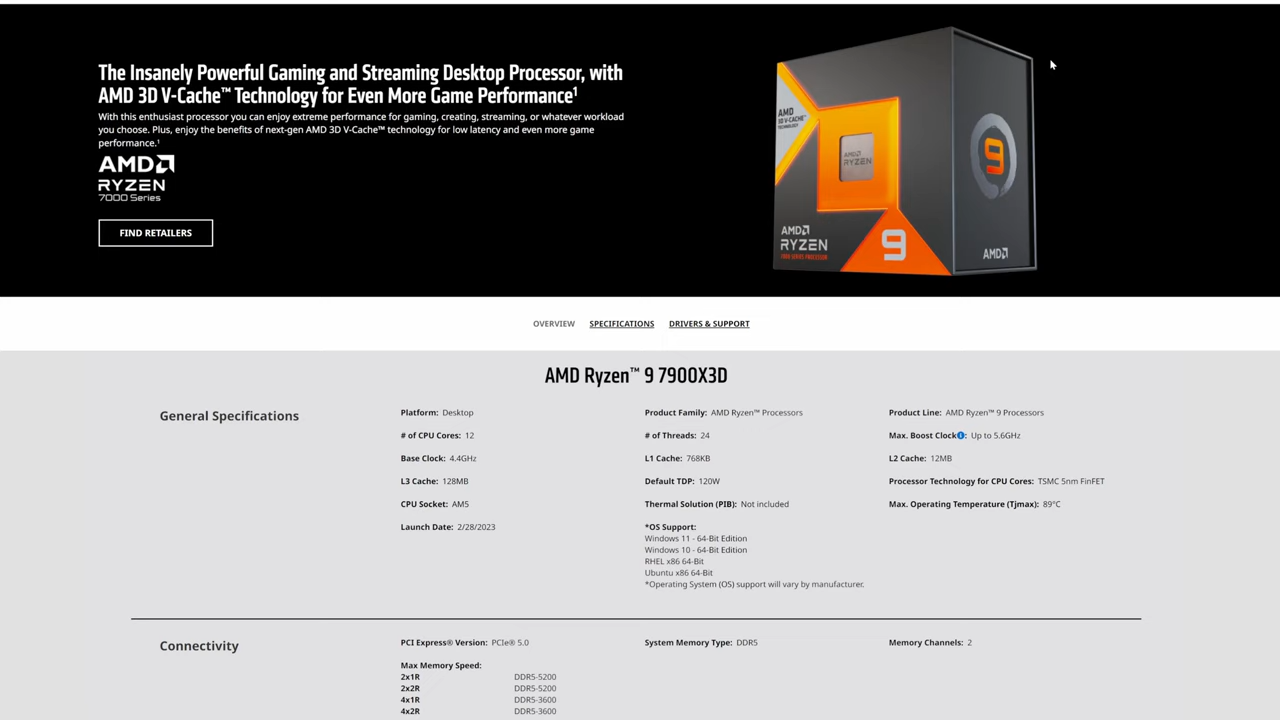 The Insanely Powerful Gaming and Streaming Desktop Processor, with
AMD 3D V-Cache™ Technology for Even More Game Performance¹
With this enthusiast processor you can enjoy extreme performance for gaming, creating, streaming, or whatever workload
you choose. Plus, enjoy the benefits of next-gen AMD 3D V-Cache™ technology for low latency and even more game
performance.¹
AMD
RYZEN
7000 Series
FIND RETAILERS
AMD
3D V-CACHE™
TECHNOLOGY
AMD
RYZEN
9
AMD
RYZEN
7000 SERIES PROCESSOR
9
AMD
OVERVIEW SPECIFICATIONS DRIVERS & SUPPORT
AMD Ryzen™ 9 7900X3D
General Specifications
Platform: Desktop Product Family: AMD Ryzen™ Processors Product Line: AMD Ryzen™ 9 Processors
# of CPU Cores: 12 # of Threads: 24 Max. Boost Clock: Up to 5.6GHz
Base Clock: 4.4GHz L1 Cache: 768KB L2 Cache: 12MB
L3 Cache: 128MB Default TDP: 120W Processor Technology for CPU Cores: TSMC 5nm FinFET
CPU Socket: AM5 Thermal Solution (PIB): Not included Max. Operating Temperature (Tjmax): 89°C
Launch Date: 2/28/2023 *OS Support:
Windows 11 - 64-Bit Edition
Windows 10 - 64-Bit Edition
RHEL x86 64-Bit
Ubuntu x86 64-Bit
*Operating System (OS) support will vary by manufacturer.
Connectivity
PCI Express® Version: PCIe® 5.0 System Memory Type: DDR5 Memory Channels: 2
Max Memory Speed:
2x1R DDR5-5200
2x2R DDR5-5200
4x1R DDR5-3600
4x2R DDR5-3600